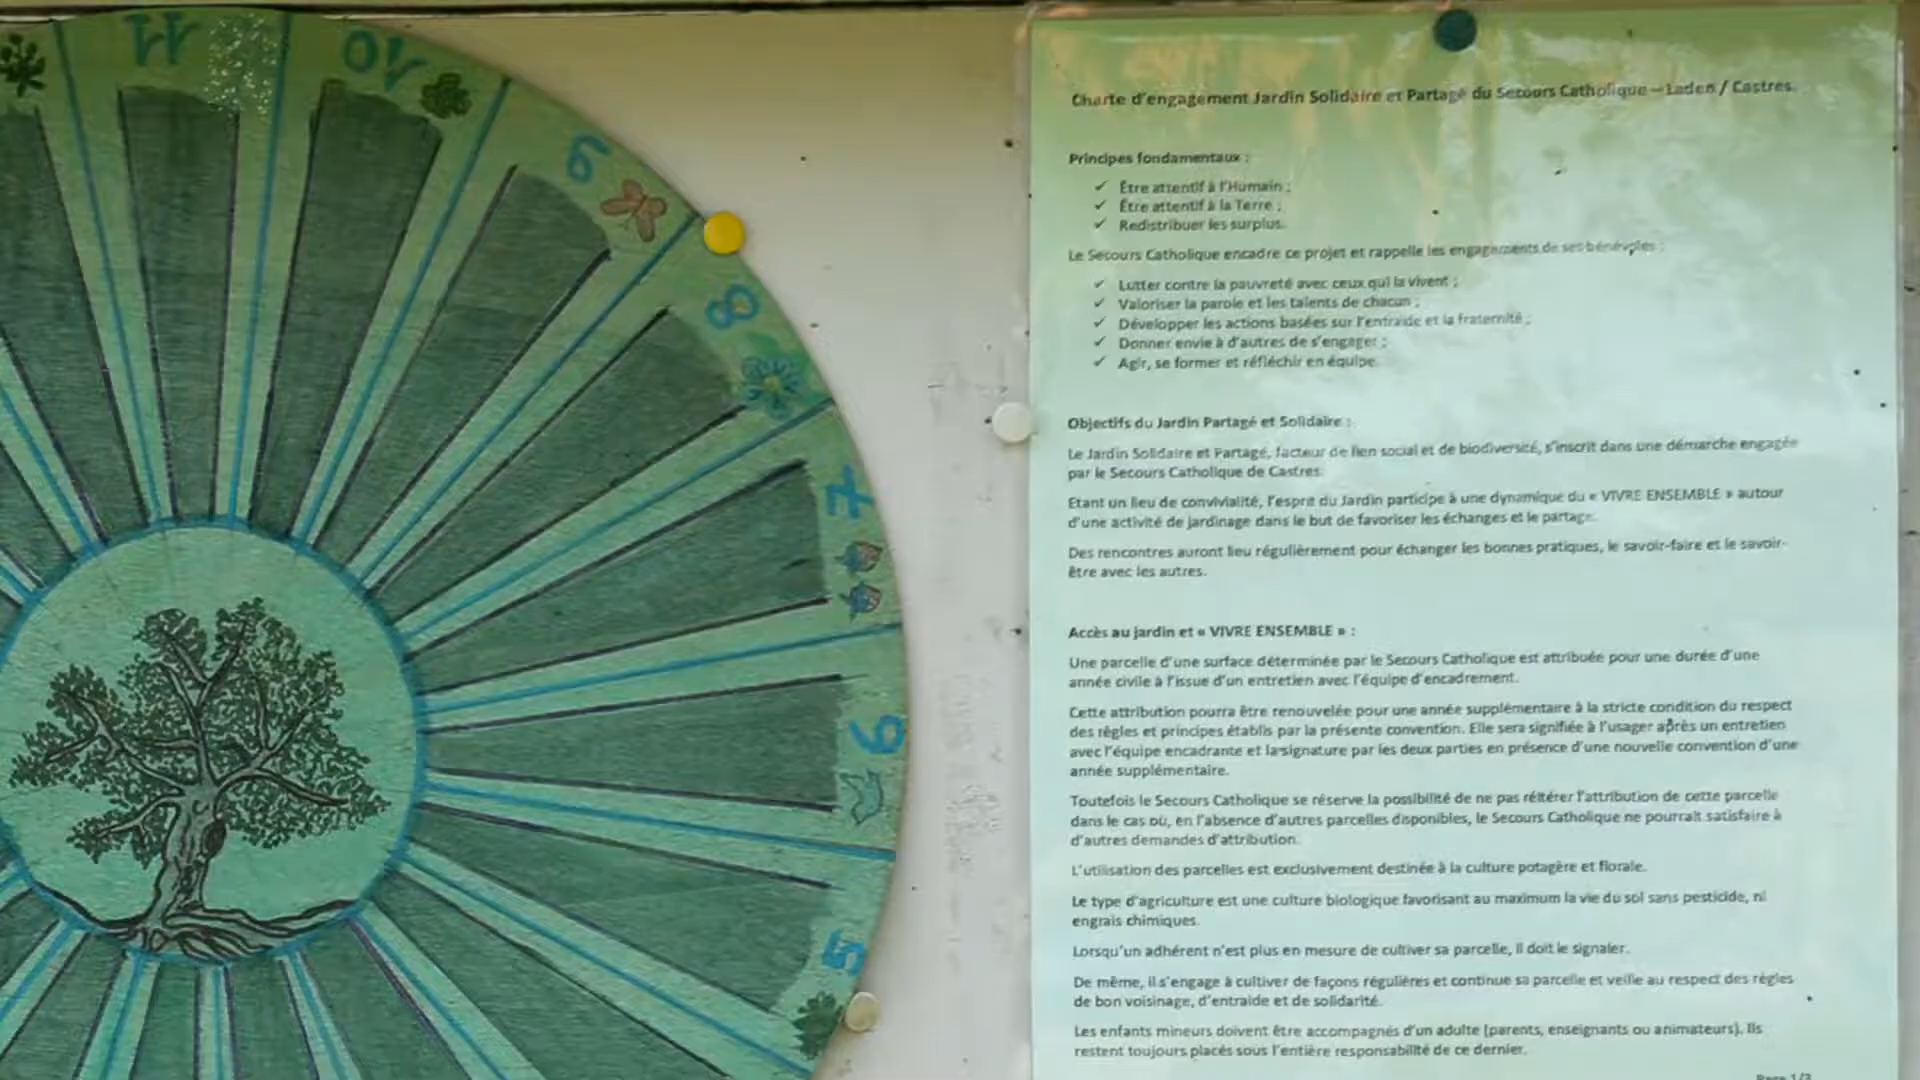 11
10
9
8
7
6
5
Charte d'engagement Jardin Solidaire et Partagé du Secours Catholique – Laden / Castres.
Principes fondamentaux :
✓ Être attentif à l'Humain ;
✓ Être attentif à la Terre ;
✓ Redistribuer les surplus.
Le Secours Catholique encadre ce projet et rappelle les engagements de ses bénévoles :
✓ Lutter contre la pauvreté avec ceux qui la vivent ;
✓ Valoriser la parole et les talents de chacun ;
✓ Développer les actions basées sur l'entraide et la fraternité ;
✓ Donner envie à d'autres de s'engager ;
✓ Agir, se former et réfléchir en équipe.
Objectifs du Jardin Partagé et Solidaire :
Le Jardin Solidaire et Partagé, facteur de lien social et de biodiversité, s'inscrit dans une démarche engagée
par le Secours Catholique de Castres.
Etant un lieu de convivialité, l'esprit du Jardin participe à une dynamique du « VIVRE ENSEMBLE » autour
d'une activité de jardinage dans le but de favoriser les échanges et le partage.
Des rencontres auront lieu régulièrement pour échanger les bonnes pratiques, le savoir-faire et le savoir-
être avec les autres.
Accès au jardin et « VIVRE ENSEMBLE » :
Une parcelle d'une surface déterminée par le Secours Catholique est attribuée pour une durée d'une
année civile à l'issue d'un entretien avec l'équipe d'encadrement.
Cette attribution pourra être renouvelée pour une année supplémentaire à la stricte condition du respect
des règles et principes établis par la présente convention. Elle sera signifiée à l'usager après un entretien
avec l'équipe encadrante et la signature par les deux parties en présence d'une nouvelle convention d'une
année supplémentaire.
Toutefois le Secours Catholique se réserve la possibilité de ne pas réitérer l'attribution de cette parcelle
dans le cas où, en l'absence d'autres parcelles disponibles, le Secours Catholique ne pourrait satisfaire à
d'autres demandes d'attribution.
L'utilisation des parcelles est exclusivement destinée à la culture potagère et florale.
Le type d'agriculture est une culture biologique favorisant au maximum la vie du sol sans pesticide, ni
engrais chimiques.
Lorsqu'un adhérent n'est plus en mesure de cultiver sa parcelle, il doit le signaler.
De même, il s'engage à cultiver de façons régulières et continue sa parcelle et veille au respect des règles
de bon voisinage, d'entraide et de solidarité.
Les enfants mineurs doivent être accompagnés d'un adulte (parents, enseignants ou animateurs). Ils
restent toujours placés sous l'entière responsabilité de ce dernier.
Page 1/3